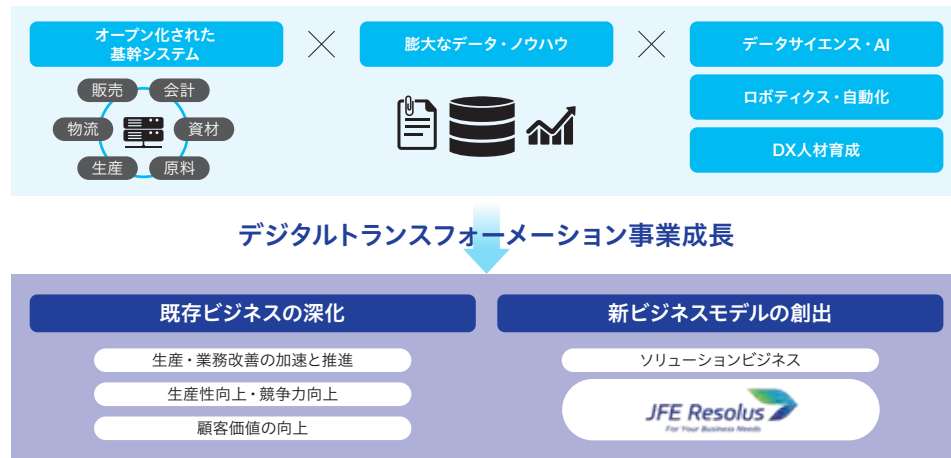 オープン化された
基幹システム
膨大なデータ・ノウハウ
データサイエンス・AI
販売
会計
物流
資材
生産
原料
ロボティクス・自動化
DX人材育成
デジタルトランスフォーメーション事業成長
既存ビジネスの深化
新ビジネスモデルの創出
生産・業務改善の加速と推進
生産性向上・競争力向上
顧客価値の向上
ソリューションビジネス
JFE Resolus
For Your Business Needs